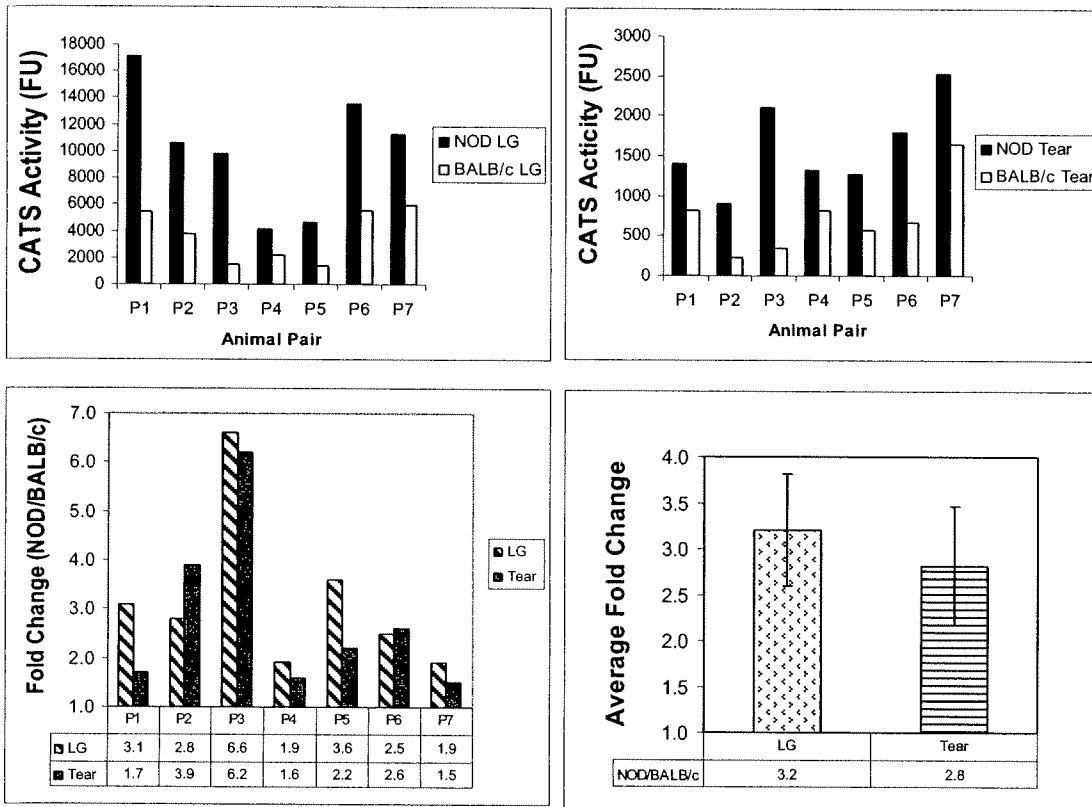 CATS Activity (FU)
18000
16000
14000
12000
10000
8000
6000
4000
2000
0
P1 P2 P3 P4 P5 P6 P7
Animal Pair
NOD LG
BALB/c LG
CATS Acticity (FU)
3000
2500
2000
1500
1000
500
0
P1 P2 P3 P4 P5 P6 P7
Animal Pair
NOD Tear
BALB/c Tear
Fold Change (NOD/BALB/c)
7.0
6.0
5.0
4.0
3.0
2.0
1.0
LG
Tear
P1 P2 P3 P4 P5 P6 P7
LG 3.1 2.8 6.6 1.9 3.6 2.5 1.9
Tear 1.7 3.9 6.2 1.6 2.2 2.6 1.5
Average Fold Change
4.0
3.5
3.0
2.5
2.0
1.5
1.0
LG Tear
NOD/BALB/c 3.2 2.8